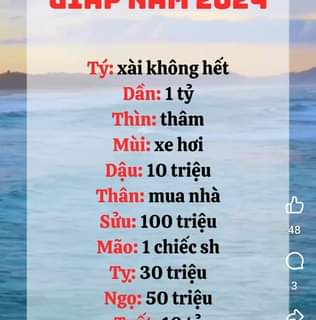 GIÁP NĂM 2024
Tý: xài không hết
Dần: 1 tỷ
Thìn: thâm
Mùi: xe hơi
Dậu: 10 triệu
Thân: mua nhà
Sửu: 100 triệu
Mão: 1 chiếc sh
Tỵ: 30 triệu
Ngọ: 50 triệu
48
3